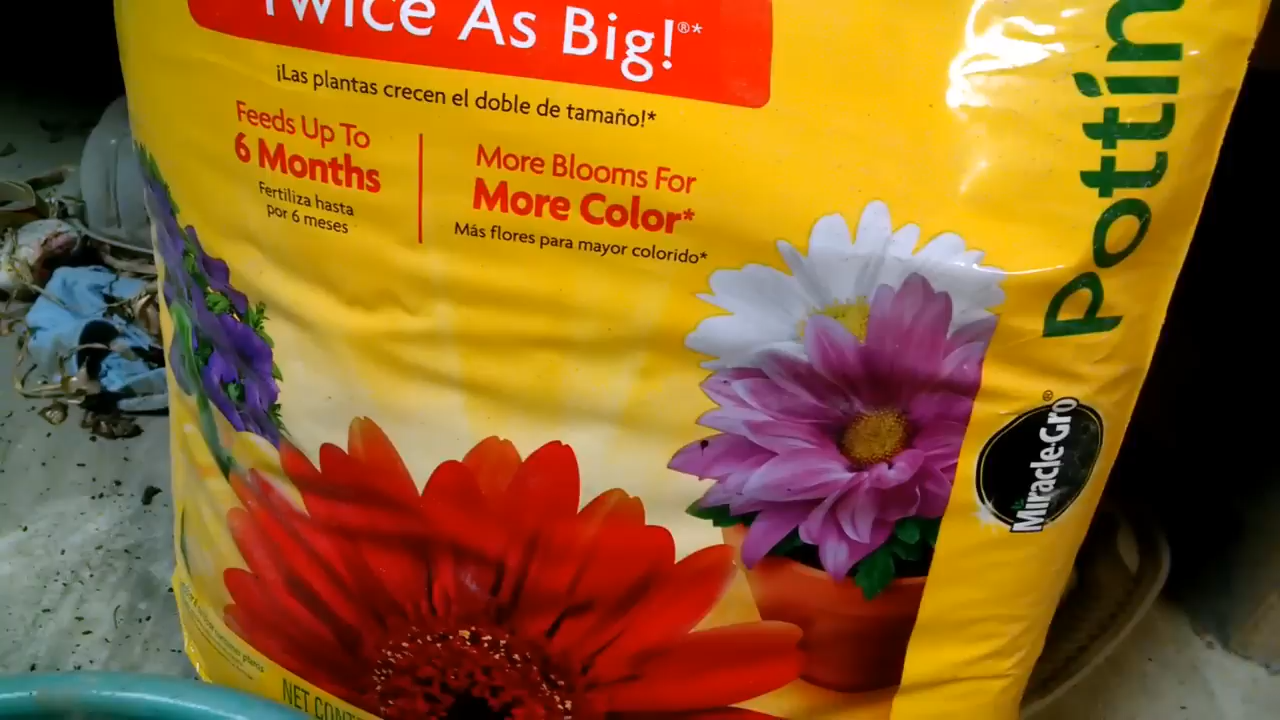 Twice As Big!®*
¡Las plantas crecen el doble de tamaño!*
Feeds Up To
6 Months
Fertiliza hasta
por 6 meses
More Blooms For
More Color*
Más flores para mayor colorido*
Pottin
Miracle-Gro®
NET